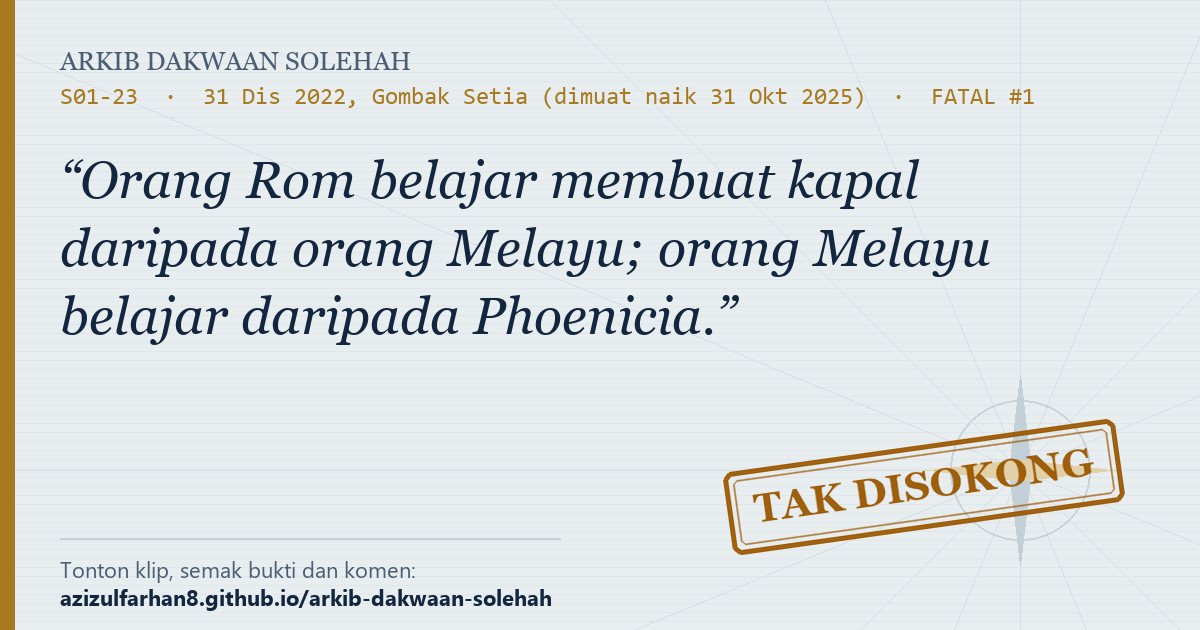 ARKIB DAKWAAN SOLEHAH
S01-23 · 31 Dis 2022, Gombak Setia (dimuat naik 31 Okt 2025) · FATAL #1
“Orang Rom belajar membuat kapal
daripada orang Melayu; orang Melayu
belajar daripada Phoenicia.”
TAK DISOKONG
Tonton klip, semak bukti dan komen:
azizulfarhan8.github.io/arkib-dakwaan-solehah